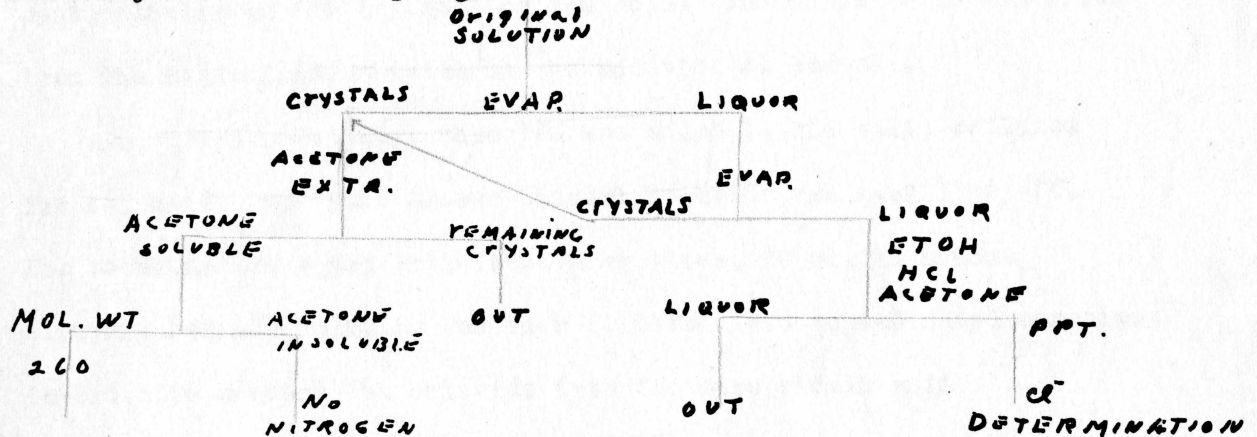 Original
SOLUTION
CRYSTALS EVAP. LIQUOR
ACETONE
EXTR.
EVAP.
CRYSTALS
LIQUOR
ETOH
HCL
ACETONE
ACETONE
SOLUBLE
REMAINING
CRYSTALS
MOL. WT
260
ACETONE
INSOLUBLE
OUT
LIQUOR
PPT.
NO
NITROGEN
OUT
Cl-
DETERMINATION